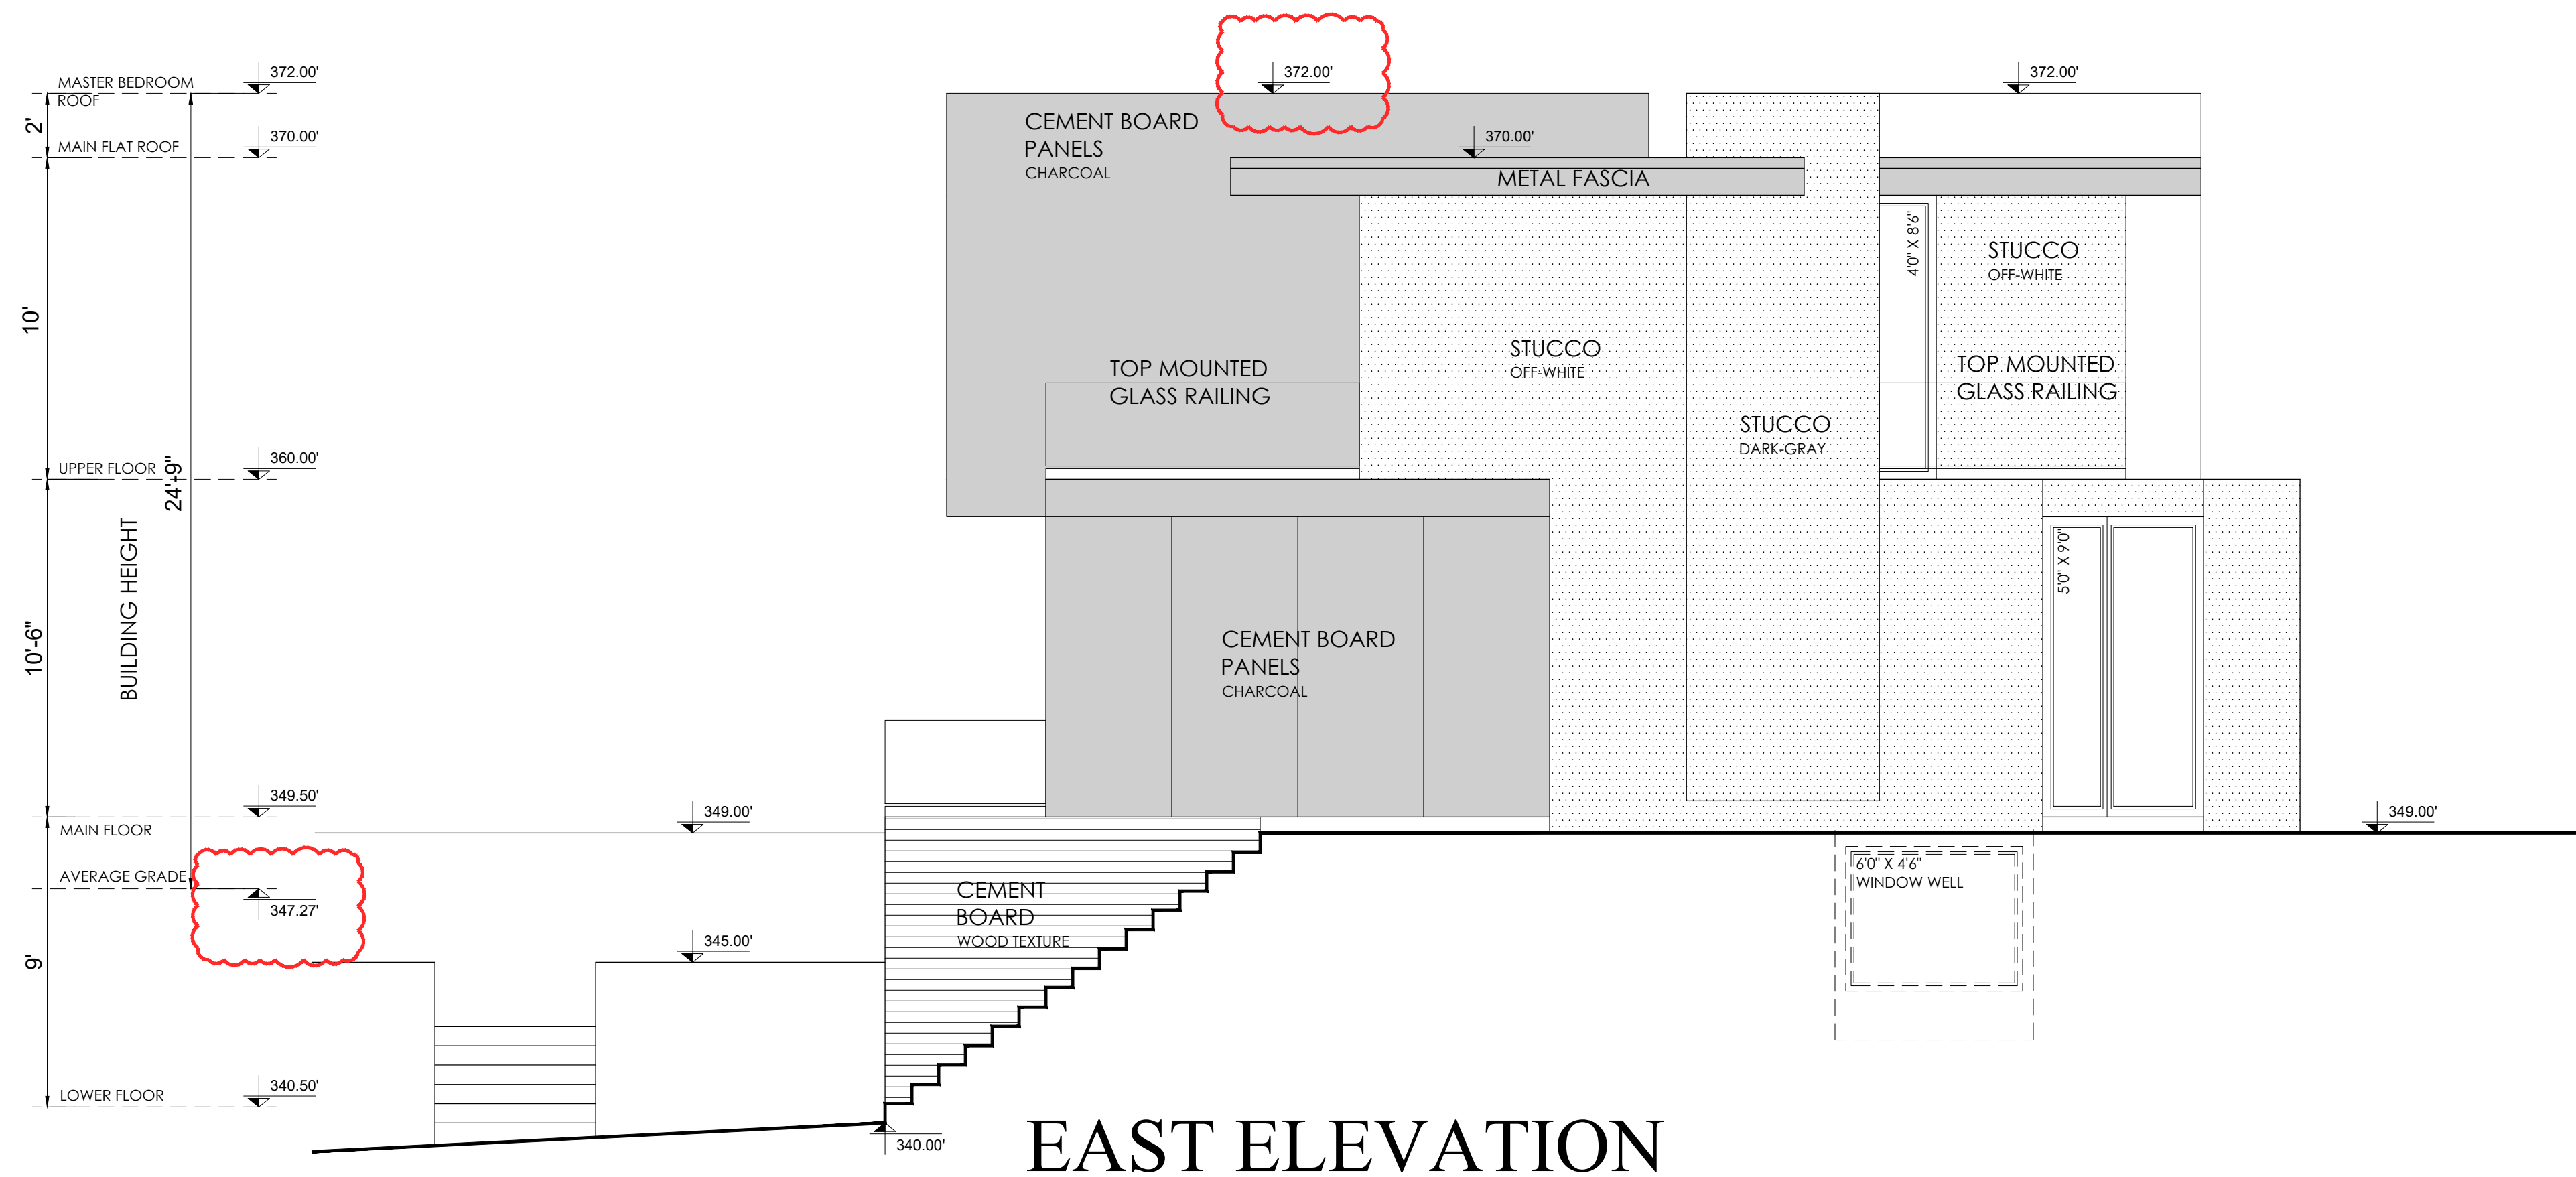 372.00'
372.00'
372.00'
MASTER BEDROOM
ROOF
2'
370.00'
MAIN FLAT ROOF
370.00'
CEMENT BOARD
PANELS
CHARCOAL
METAL FASCIA
4'0" X 8'6"
STUCCO
OFF-WHITE
10'
STUCCO
OFF-WHITE
TOP MOUNTED
GLASS RAILING
TOP MOUNTED
GLASS RAILING
STUCCO
DARK-GRAY
UPPER FLOOR
360.00'
24'-9"
BUILDING HEIGHT
5'0" X 9'0"
10'-6"
CEMENT BOARD
PANELS
CHARCOAL
349.50'
MAIN FLOOR
349.00'
349.00'
AVERAGE GRADE
347.27'
CEMENT
BOARD
WOOD TEXTURE
6'0" X 4'6"
WINDOW WELL
345.00'
9'
340.50'
LOWER FLOOR
340.00'
EAST ELEVATION